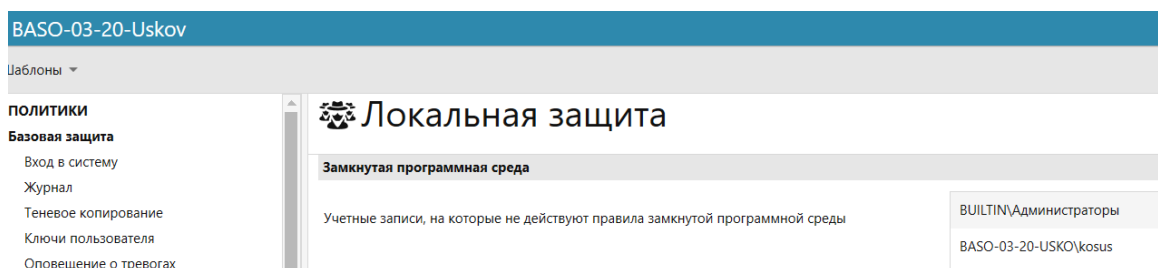 BASO-03-20-Uskov
Шаблоны
ПОЛИТИКИ
Базовая защита
Вход в систему
Журнал
Теневое копирование
Ключи пользователя
Оповещение о тревогах
Локальная защита
Замкнутая программная среда
Учетные записи, на которые не действуют правила замкнутой программной среды
BUILTIN\Администраторы
BASO-03-20-USKO\kosus